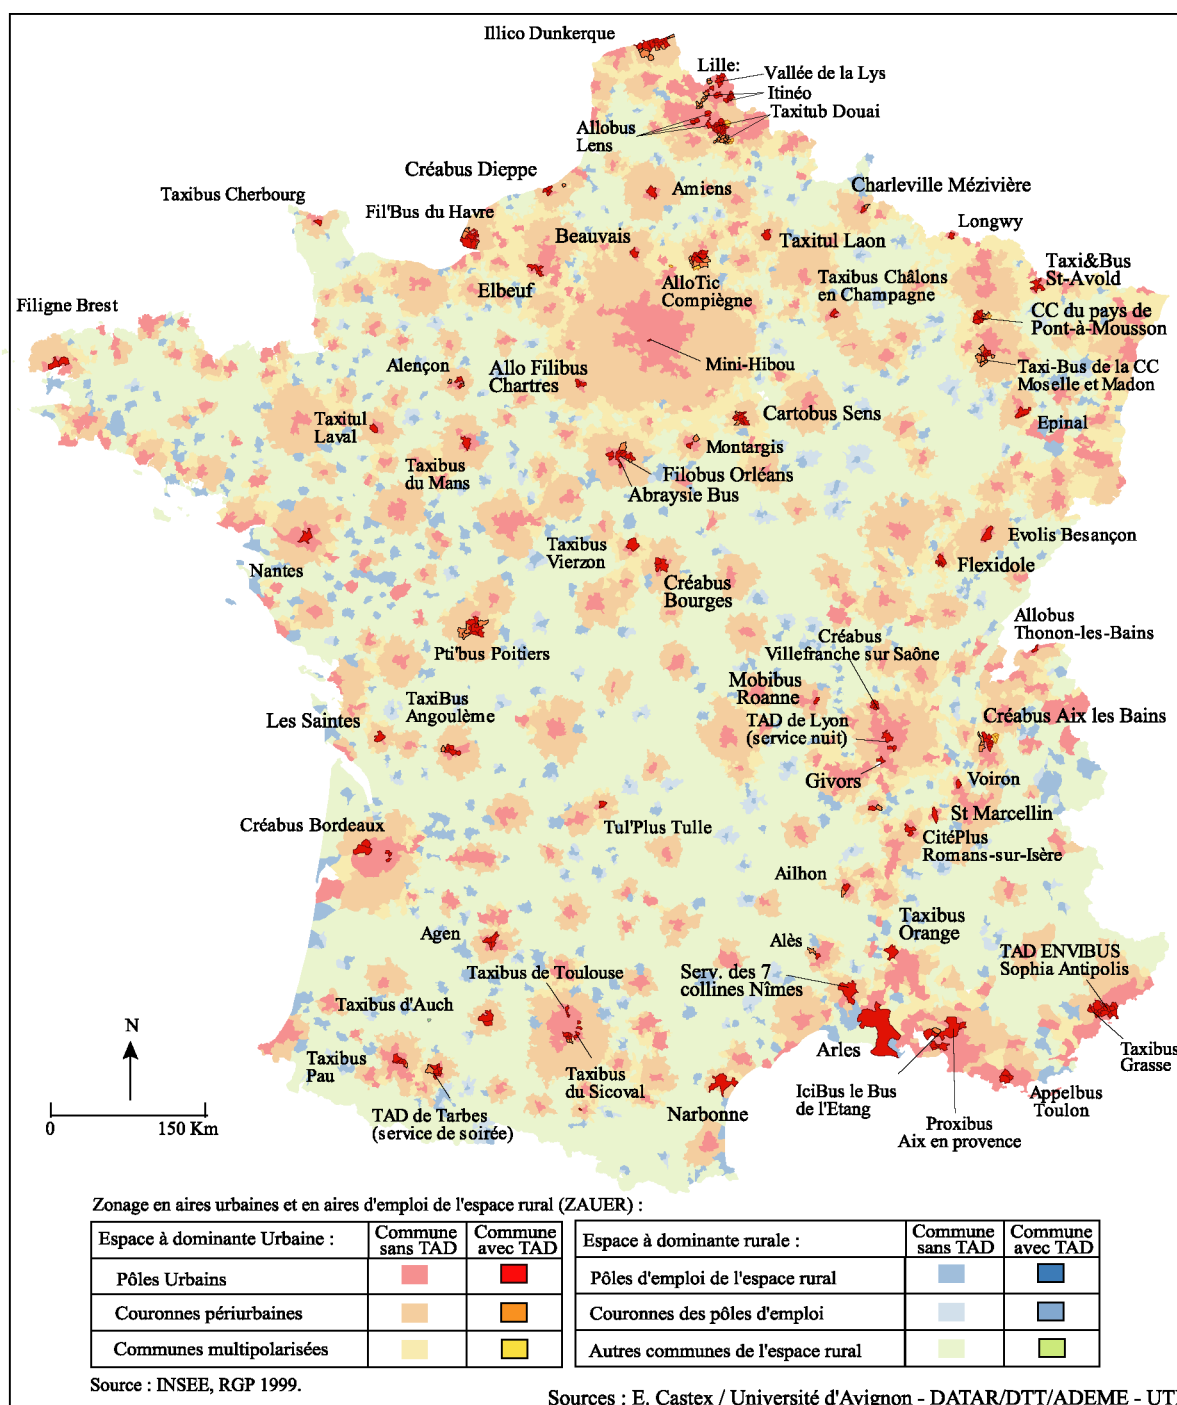 Illico Dunkerque
Lille:
Vallée de la Lys
Itinéo
Taxitub Douai
Allobus
Lens
Créabus Dieppe
Amiens
Charleville Mézivière
Taxibus Cherbourg
Fil'Bus du Havre
Longwy
Beauvais
Taxitul Laon
Elbeuf
AlloTic
Compiègne
Taxibus Châlons
en Champagne
Taxi&Bus
St-Avold
Filigne Brest
CC du pays de
Pont-à-Mousson
Alençon
Allo Filibus
Chartres
Mini-Hibou
Taxi-Bus de la CC
Moselle et Madon
Taxitul
Laval
Cartobus Sens
Epinal
Taxibus
du Mans
Montargis
Filobus Orléans
Abraysie Bus
Nantes
Taxibus
Vierzon
Evolis Besançon
Flexidole
Créabus
Bourges
Allobus
Thonon-les-Bains
Pti'bus Poitiers
Créabus
Villefranche sur Saône
Mobibus
Roanne
TaxiBus
Angoulème
Les Saintes
TAD de Lyon
(service nuit)
Créabus Aix les Bains
Givors
Voiron
St Marcellin
Créabus Bordeaux
Tul'Plus Tulle
CitéPlus
Romans-sur-Isère
Ailhon
Taxibus
Orange
Agen
Alès
TAD ENVIBUS
Sophia Antipolis
Taxibus de Toulouse
Serv. des 7
collines Nîmes
Taxibus d'Auch
N
Arles
Taxibus
Grasse
Taxibus
Pau
Taxibus
du Sicoval
IciBus le Bus
de l'Etang
Appelbus
Toulon
TAD de Tarbes
(service de soirée)
Narbonne
Proxibus
Aix en provence
0 150 Km
Zonage en aires urbaines et en aires d'emploi de l'espace rural (ZAUER) :
Espace à dominante Urbaine :
Commune
sans TAD
Commune
avec TAD
Pôles Urbains
Couronnes périurbaines
Communes multipolarisées
Espace à dominante rurale :
Commune
sans TAD
Commune
avec TAD
Pôles d'emploi de l'espace rural
Couronnes des pôles d'emploi
Autres communes de l'espace rural
Source : INSEE, RGP 1999.
Sources : E. Castex / Université d'Avignon - DATAR/DTT/ADEME - UT